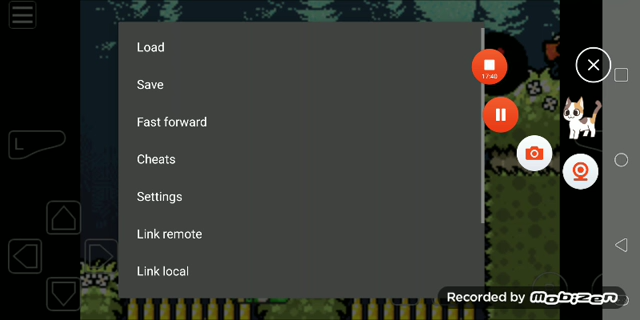 Load
Save
Fast forward
Cheats
Settings
Link remote
Link local
17:40
L
Recorded by Mobizen